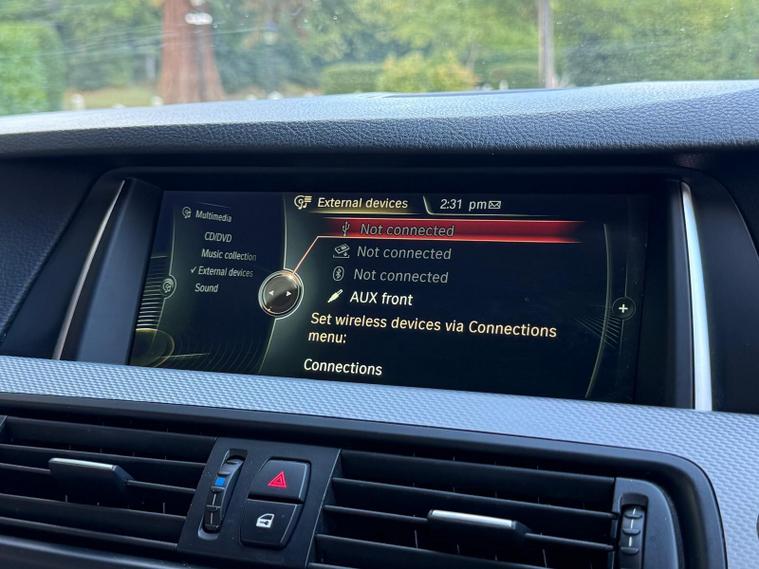 External devices
2:31 pm
Multimedia
CD/DVD
Music collection
External devices
Sound
Not connected
Not connected
Not connected
AUX front
Set wireless devices via Connections
menu:
Connections